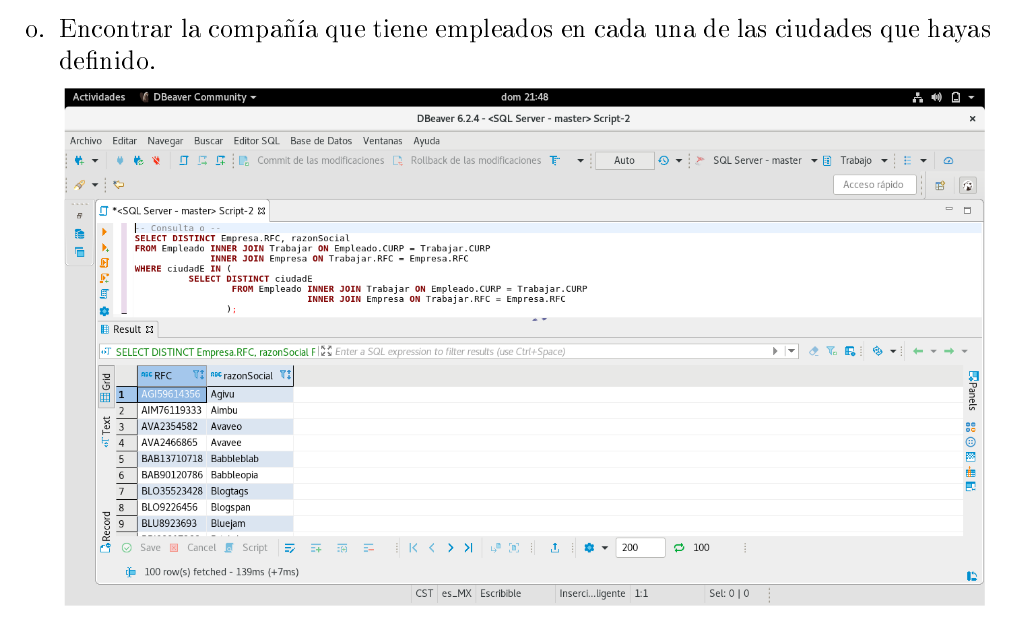 o. Encontrar la compañía que tiene empleados en cada una de las ciudades que hayas
definido.
Actividades DBeaver Community dom 21:48
DBeaver 6.2.4 - <SQL Server - master> Script-2 ×
Archivo Editar Navegar Buscar Editor SQL Base de Datos Ventanas Ayuda
Commit de las modificaciones Rollback de las modificaciones Auto SQL Server - master Trabajo
Acceso rápido
*<SQL Server - master> Script-2
-- Consulta o --
SELECT DISTINCT Empresa.RFC, razonSocial
FROM Empleado INNER JOIN Trabajar ON Empleado.CURP = Trabajar.CURP
INNER JOIN Empresa ON Trabajar.RFC = Empresa.RFC
WHERE ciudadE IN (
SELECT DISTINCT ciudadE
FROM Empleado INNER JOIN Trabajar ON Empleado.CURP = Trabajar.CURP
INNER JOIN Empresa ON Trabajar.RFC = Empresa.RFC
);
Result
SELECT DISTINCT Empresa.RFC, razonSocial F Enter a SQL expression to filter results (use Ctrl+Space)
Grid
Text
Record
Panels
ABC RFC ABC razonSocial
1 AGI59614356 Agivu
2 AIM76119333 Aimbu
3 AVA2354582 Avaveo
4 AVA2466865 Avavee
5 BAB13710718 Babbleblab
6 BAB90120786 Babbleopia
7 BLO35523428 Blogtags
8 BLO9226456 Blogspan
9 BLU8923693 Bluejam
Save Cancel Script 200 100
100 row(s) fetched - 139ms (+7ms)
CST es_MX Escribible Inserci...ligente 1:1 Sel: 0 | 0